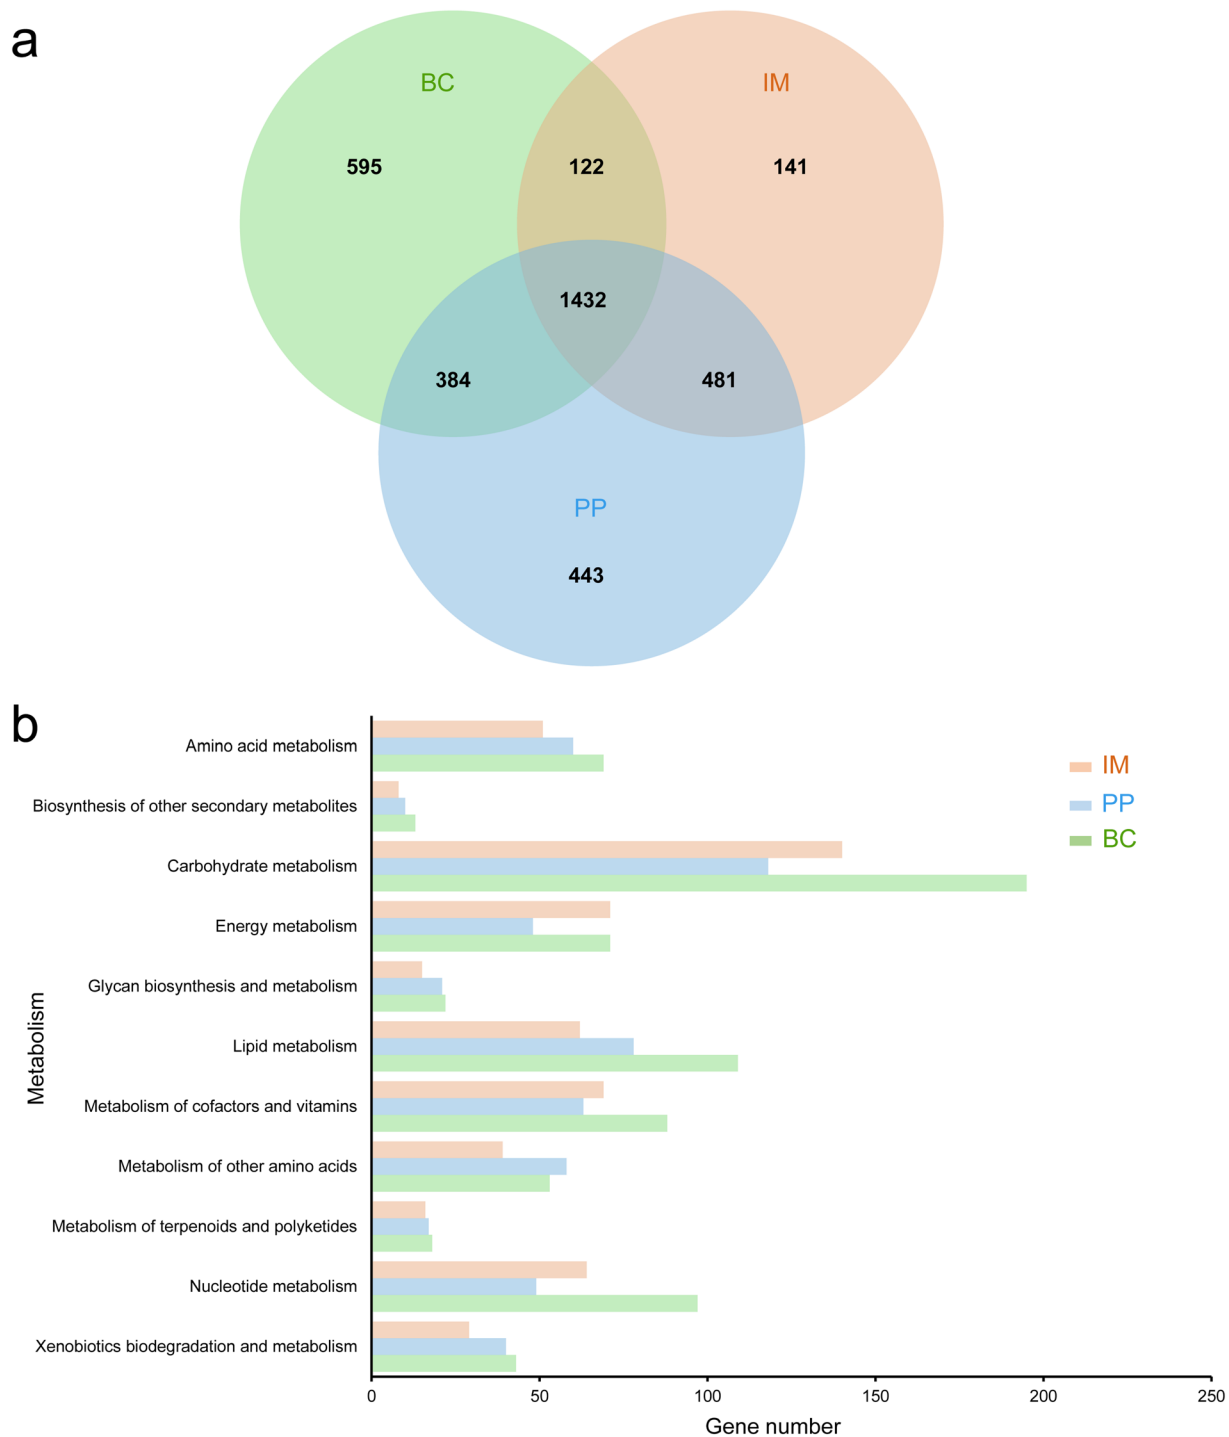 a
BC
IM
595
122
141
1432
384
481
PP
443
b
Metabolism
Amino acid metabolism
Biosynthesis of other secondary metabolites
Carbohydrate metabolism
Energy metabolism
Glycan biosynthesis and metabolism
Lipid metabolism
Metabolism of cofactors and vitamins
Metabolism of other amino acids
Metabolism of terpenoids and polyketides
Nucleotide metabolism
Xenobiotics biodegradation and metabolism
IM
PP
BC
0 50 100 150 200 250
Gene number